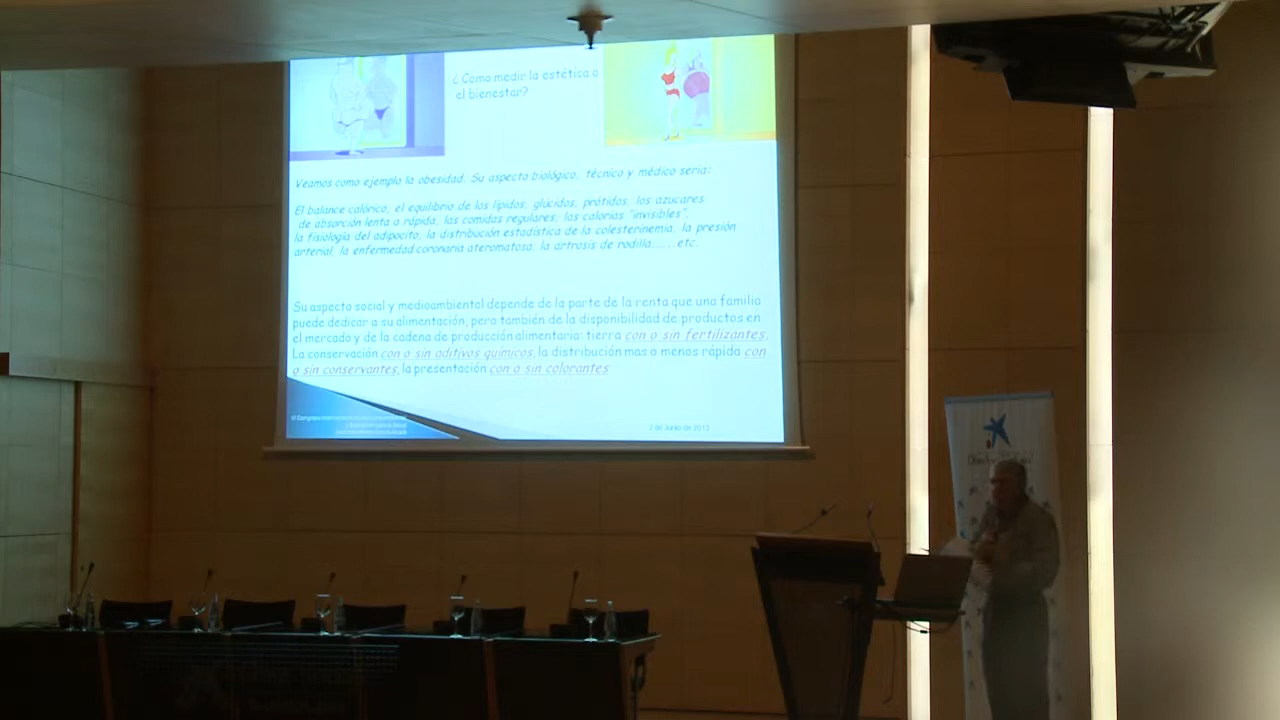 ¿ Como medir la estética o
el bienestar?
Veamos como ejemplo la obesidad. Su aspecto biológico, técnico y médico sería:
El balance calórico, el equilibrio de los lípidos, glúcidos, prótidos, los azucares
de absorción lenta o rápida, las comidas regulares, las calorías "invisibles",
la fisiología del adipocito, la distribución estadística de la colesterinemia, la presión
arterial, la enfermedad coronaria ateromatosa, la artrosis de rodilla.......etc.
Su aspecto social y medioambiental depende de la parte de la renta que una familia
puede dedicar a su alimentación, pero también de la disponibilidad de productos en
el mercado y de la cadena de producción alimentaria: tierra con o sin fertilizantes,
La conservación con o sin aditivos químicos, la distribución mas o menos rápida con
o sin conservantes, la presentación con o sin colorantes
VI Congreso
2 de Junio de 2012